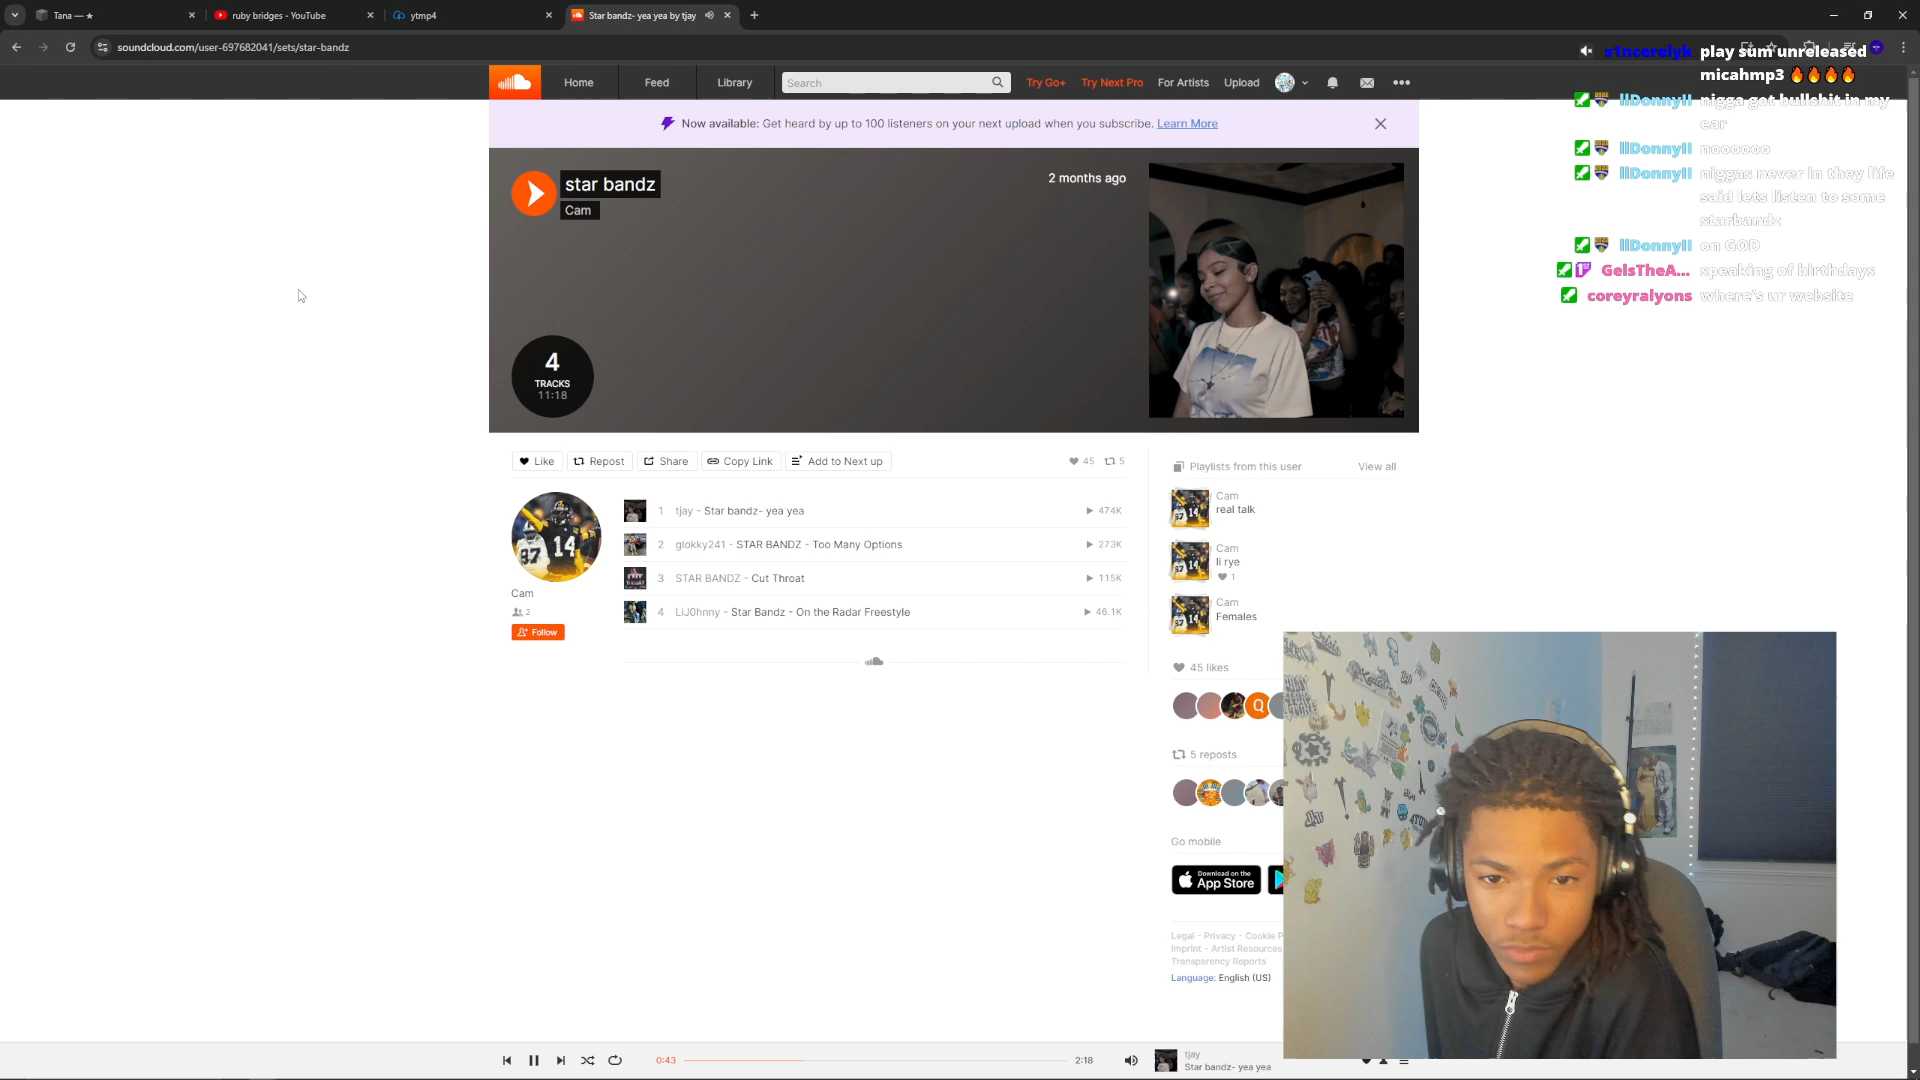 Tana — ★
ruby bridges - YouTube
ytmp4
Star bandz- yea yea by tjay
soundcloud.com/user-697682041/sets/star-bandz
s1ncerelyk play sum unreleased
micahmp3 🔥🔥🔥🔥
Home
Feed
Library
Search
Try Go+
Try Next Pro
For Artists
Upload
llDonnyll nigga got bullshit in my
ear
llDonnyll noooooo
llDonnyll niggas never in they life
said lets listen to some
starbandz
llDonnyll on GOD
GelsTheA... speaking of birthdays
coreyralyons where's ur website
Now available: Get heard by up to 100 listeners on your next upload when you subscribe. Learn More
star bandz
Cam
2 months ago
4
TRACKS
11:18
Like
Repost
Share
Copy Link
Add to Next up
45
5
Cam
2
Follow
1 tjay - Star bandz- yea yea 474K
2 glokky241 - STAR BANDZ - Too Many Options 273K
3 STAR BANDZ - Cut Throat 115K
4 LiJ0hnny - Star Bandz - On the Radar Freestyle 46.1K
Playlists from this user
View all
Cam
real talk
Cam
li rye
1
Cam
Females
45 likes
Q
5 reposts
Go mobile
Download on the
App Store
Legal - Privacy - Cookie P
Imprint - Artist Resources
Transparency Reports
Language: English (US)
0:43
2:18
tjay
Star bandz- yea yea